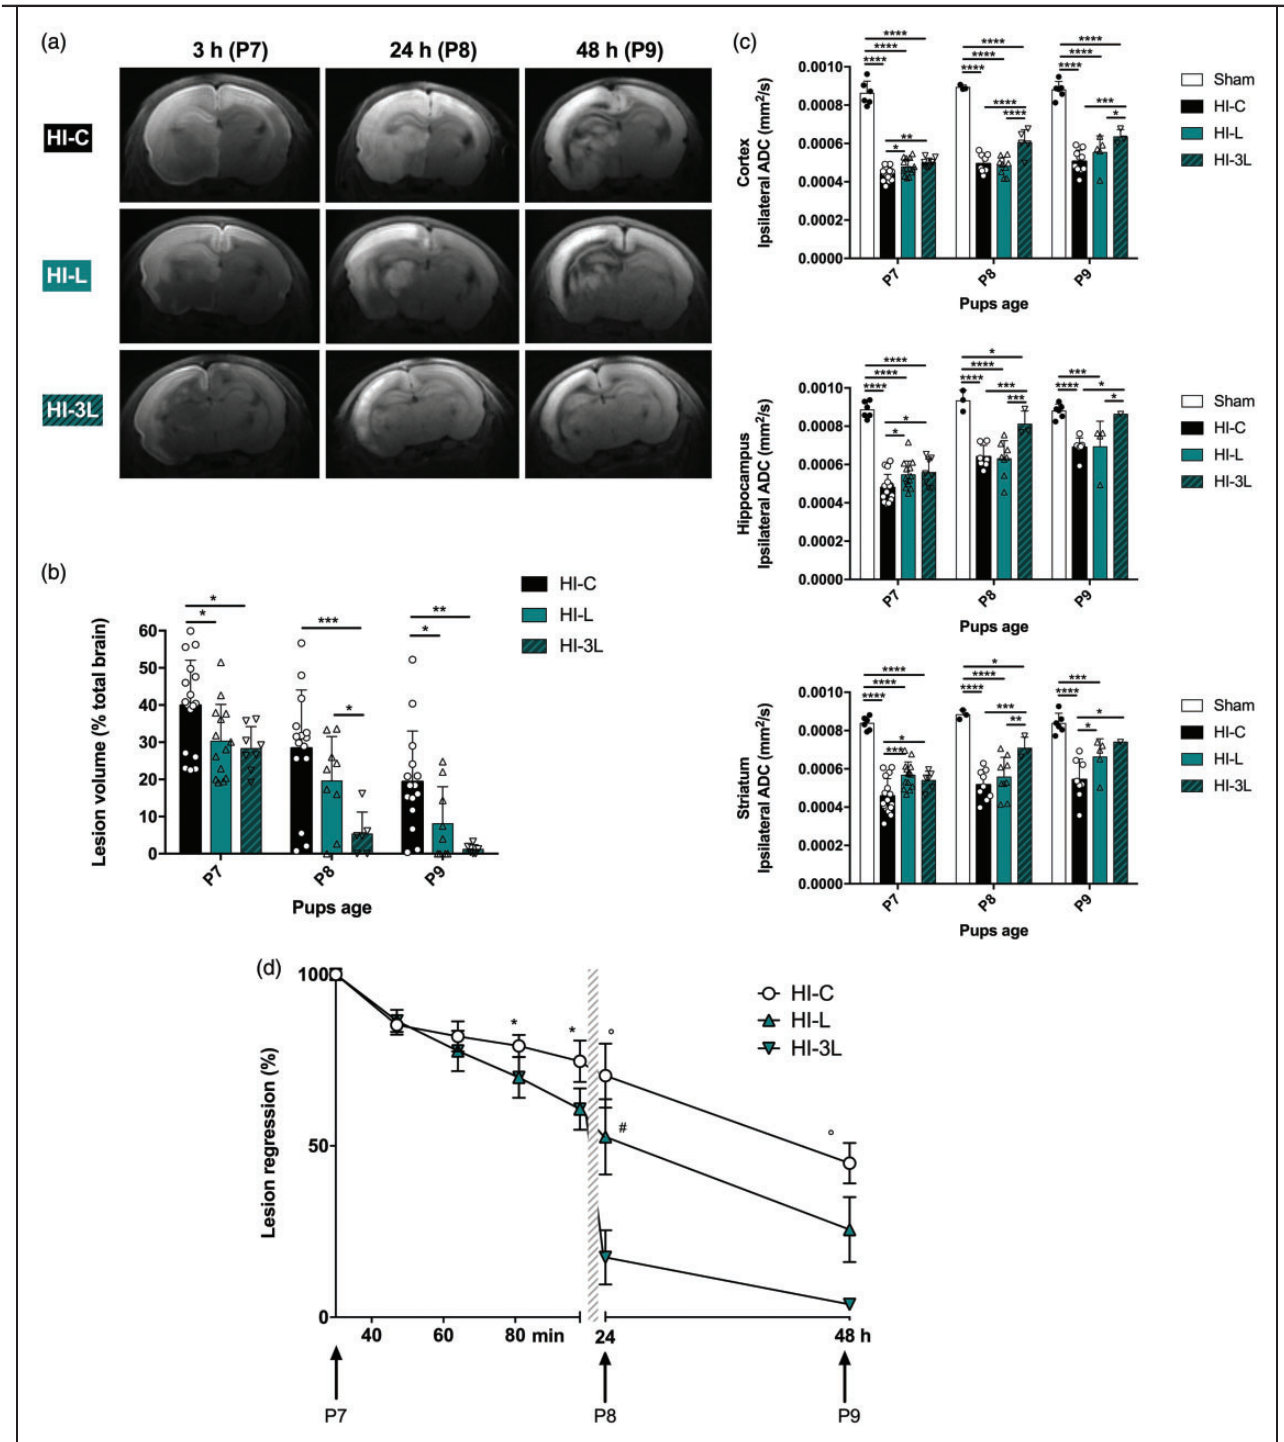 (a)
3 h (P7) 24 h (P8) 48 h (P9)
HI-C
HI-L
HI-3L
(b)
HI-C
HI-L
HI-3L
Lesion volume (% total brain)
60
50
40
30
20
10
0
* *
***
*
** *
P7 P8 P9
Pups age
(c)
Cortex
Ipsilateral ADC (mm²/s)
0.0010
0.0008
0.0006
0.0004
0.0002
0.0000
****
****
****
**
*
****
****
****
****
****
****
****
****
***
*
Sham
HI-C
HI-L
HI-3L
P7 P8 P9
Pups age
Hippocampus
Ipsilateral ADC (mm²/s)
0.0010
0.0008
0.0006
0.0004
0.0002
0.0000
****
****
****
*
*
*
****
****
***
***
***
****
*
*
Sham
HI-C
HI-L
HI-3L
P7 P8 P9
Pups age
Striatum
Ipsilateral ADC (mm²/s)
0.0010
0.0008
0.0006
0.0004
0.0002
0.0000
****
****
****
*
***
*
****
****
***
**
***
****
*
*
Sham
HI-C
HI-L
HI-3L
P7 P8 P9
Pups age
(d)
Lesion regression (%)
100
50
0
* * °
#
°
HI-C
HI-L
HI-3L
40 60 80 min 24 48 h
P7 P8 P9